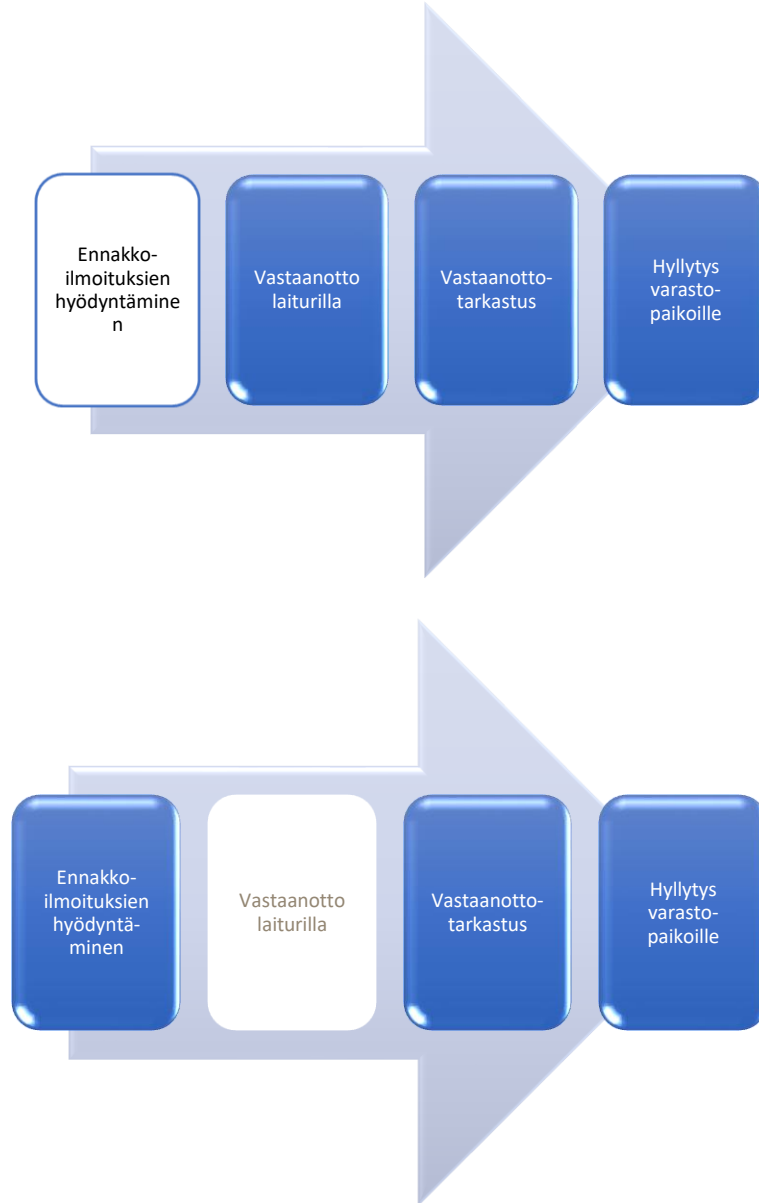 Ennakko-
ilmoituksien
hyödyntämine
n
Vastaanotto
laiturilla
Vastaanotto-
tarkastus
Hyllytys
varasto-
paikoille
Ennakko-
ilmoituksien
hyödyntä-
minen
Vastaanotto
laiturilla
Vastaanotto-
tarkastus
Hyllytys
varasto-
paikoille